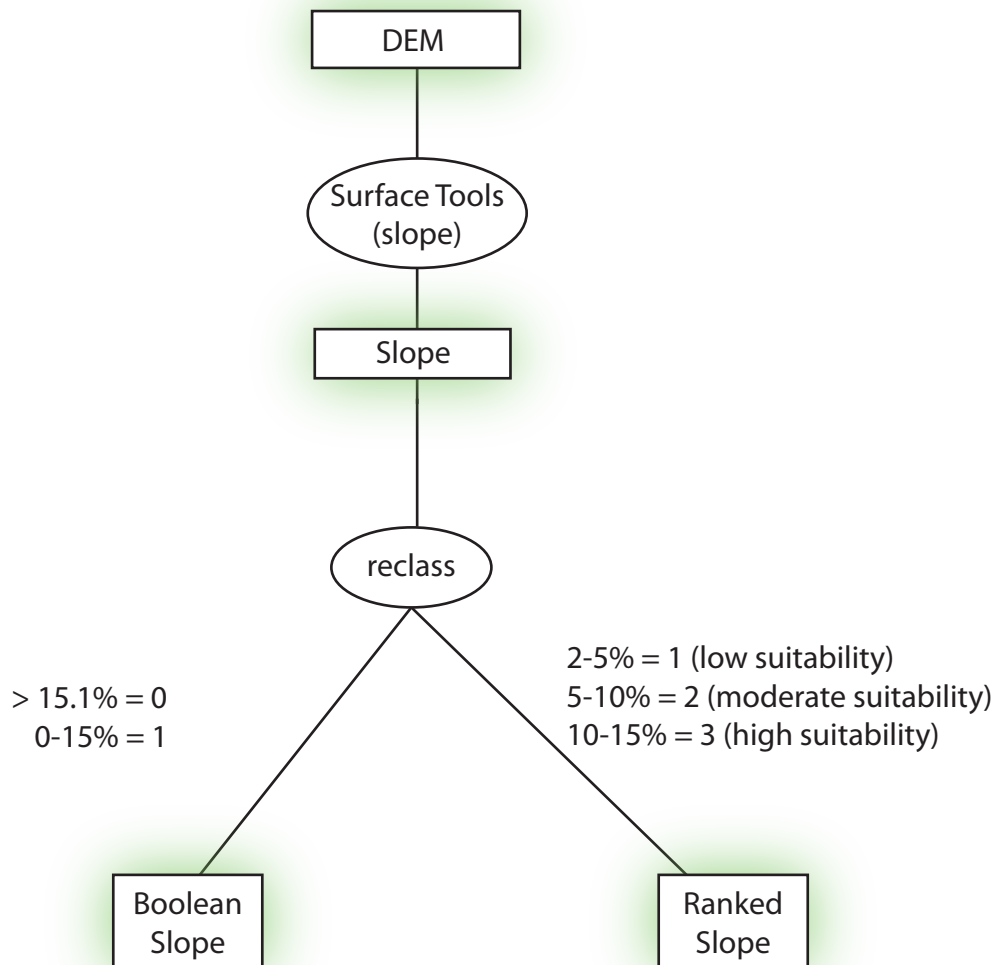 DEM
Surface Tools
(slope)
Slope
reclass
> 15.1% = 0
0-15% = 1
2-5% = 1 (low suitability)
5-10% = 2 (moderate suitability)
10-15% = 3 (high suitability)
Boolean
Slope
Ranked
Slope